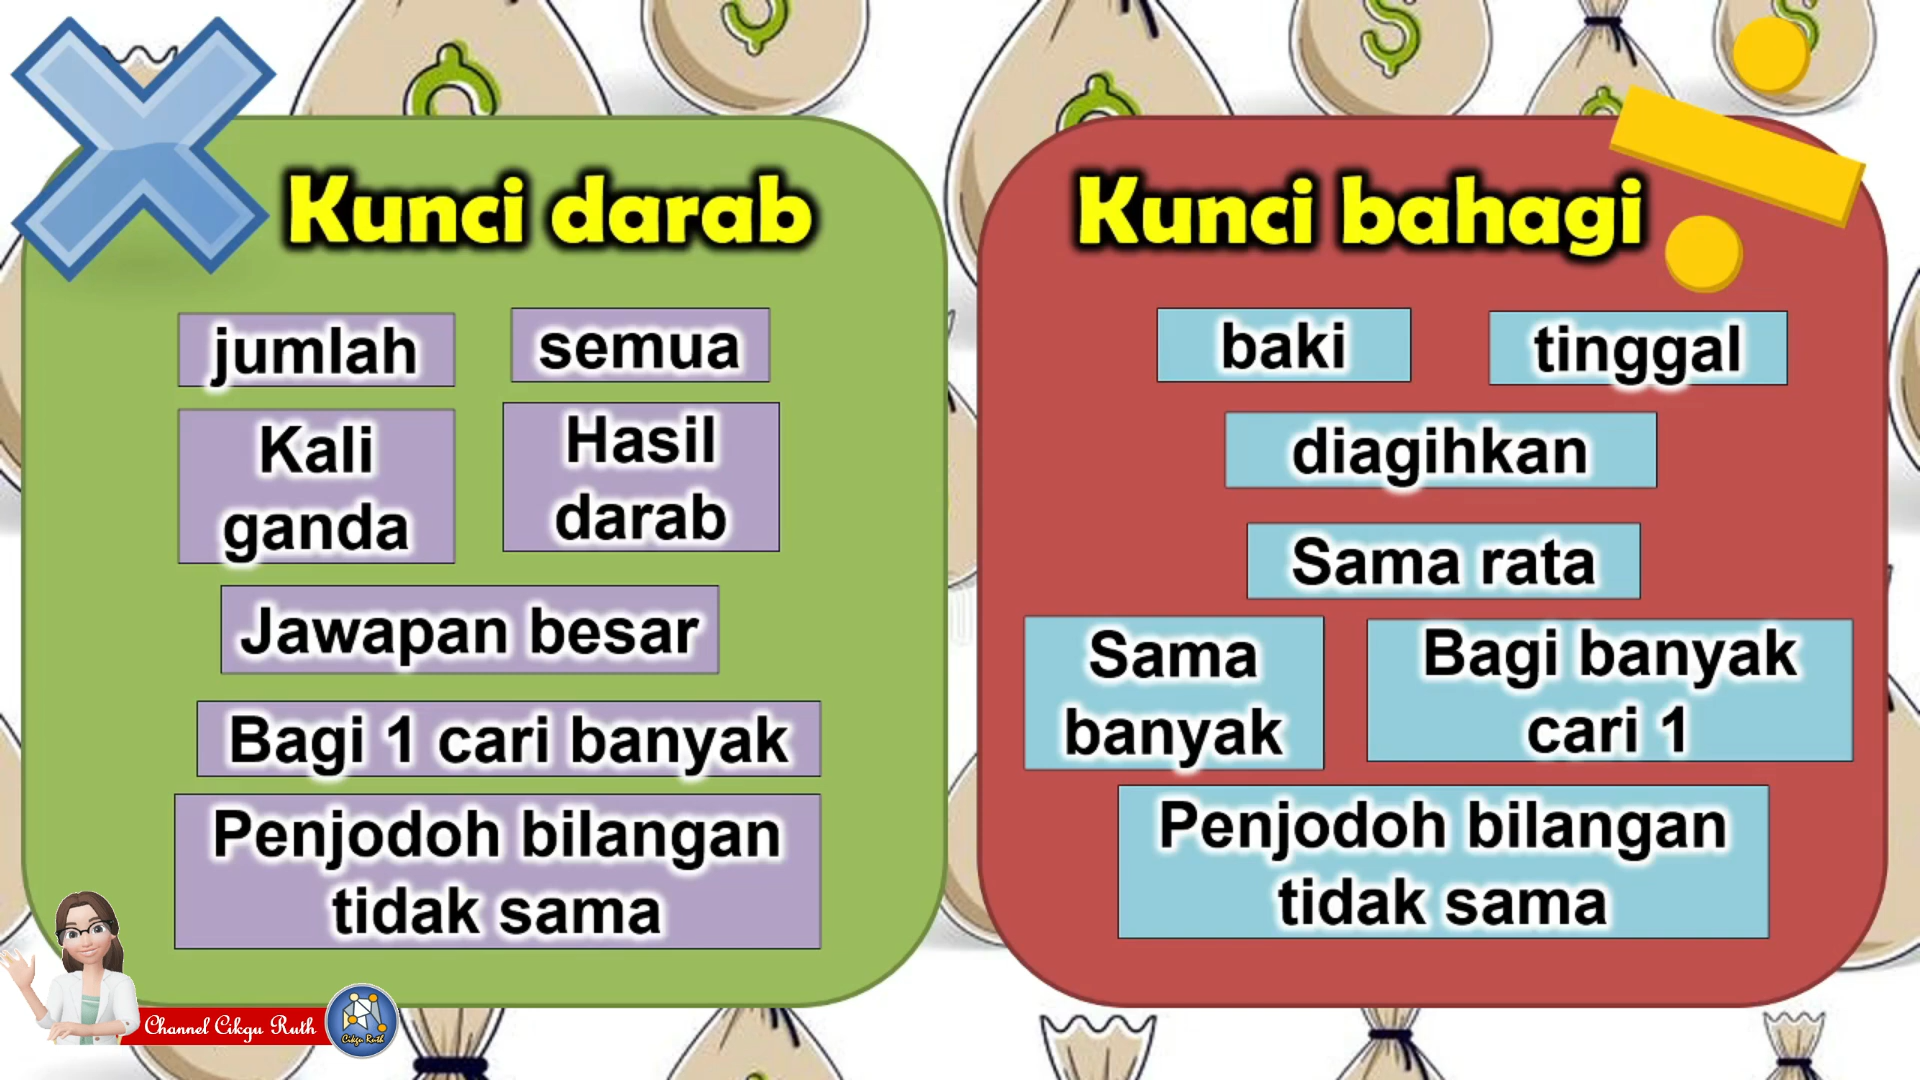 Kunci darab
jumlah
semua
Kali
ganda
Hasil
darab
Jawapan besar
Bagi 1 cari banyak
Penjodoh bilangan
tidak sama
Kunci bahagi
baki
tinggal
diagihkan
Sama rata
Sama
banyak
Bagi banyak
cari 1
Penjodoh bilangan
tidak sama
Channel Cikgu Ruth
Cikgu Ruth